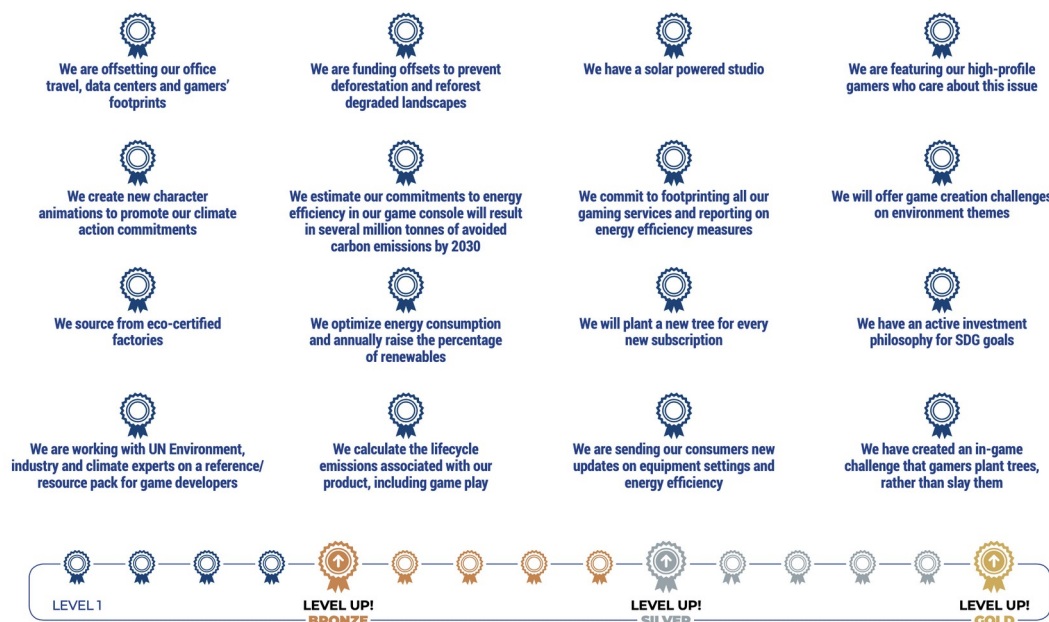 We are offsetting our office
travel, data centers and gamers'
footprints
We are funding offsets to prevent
deforestation and reforest
degraded landscapes
We have a solar powered studio
We are featuring our high-profile
gamers who care about this issue
We create new character
animations to promote our climate
action commitments
We estimate our commitments to energy
efficiency in our game console will result
in several million tonnes of avoided
carbon emissions by 2030
We commit to footprinting all our
gaming services and reporting on
energy efficiency measures
We will offer game creation challenges
on environment themes
We source from eco-certified
factories
We optimize energy consumption
and annually raise the percentage
of renewables
We will plant a new tree for every
new subscription
We have an active investment
philosophy for SDG goals
We are working with UN Environment,
industry and climate experts on a reference/
resource pack for game developers
We calculate the lifecycle
emissions associated with our
product, including game play
We are sending our consumers new
updates on equipment settings and
energy efficiency
We have created an in-game
challenge that gamers plant trees,
rather than slay them
LEVEL 1
LEVEL UP!
BRONZE
LEVEL UP!
SILVER
LEVEL UP!
GOLD